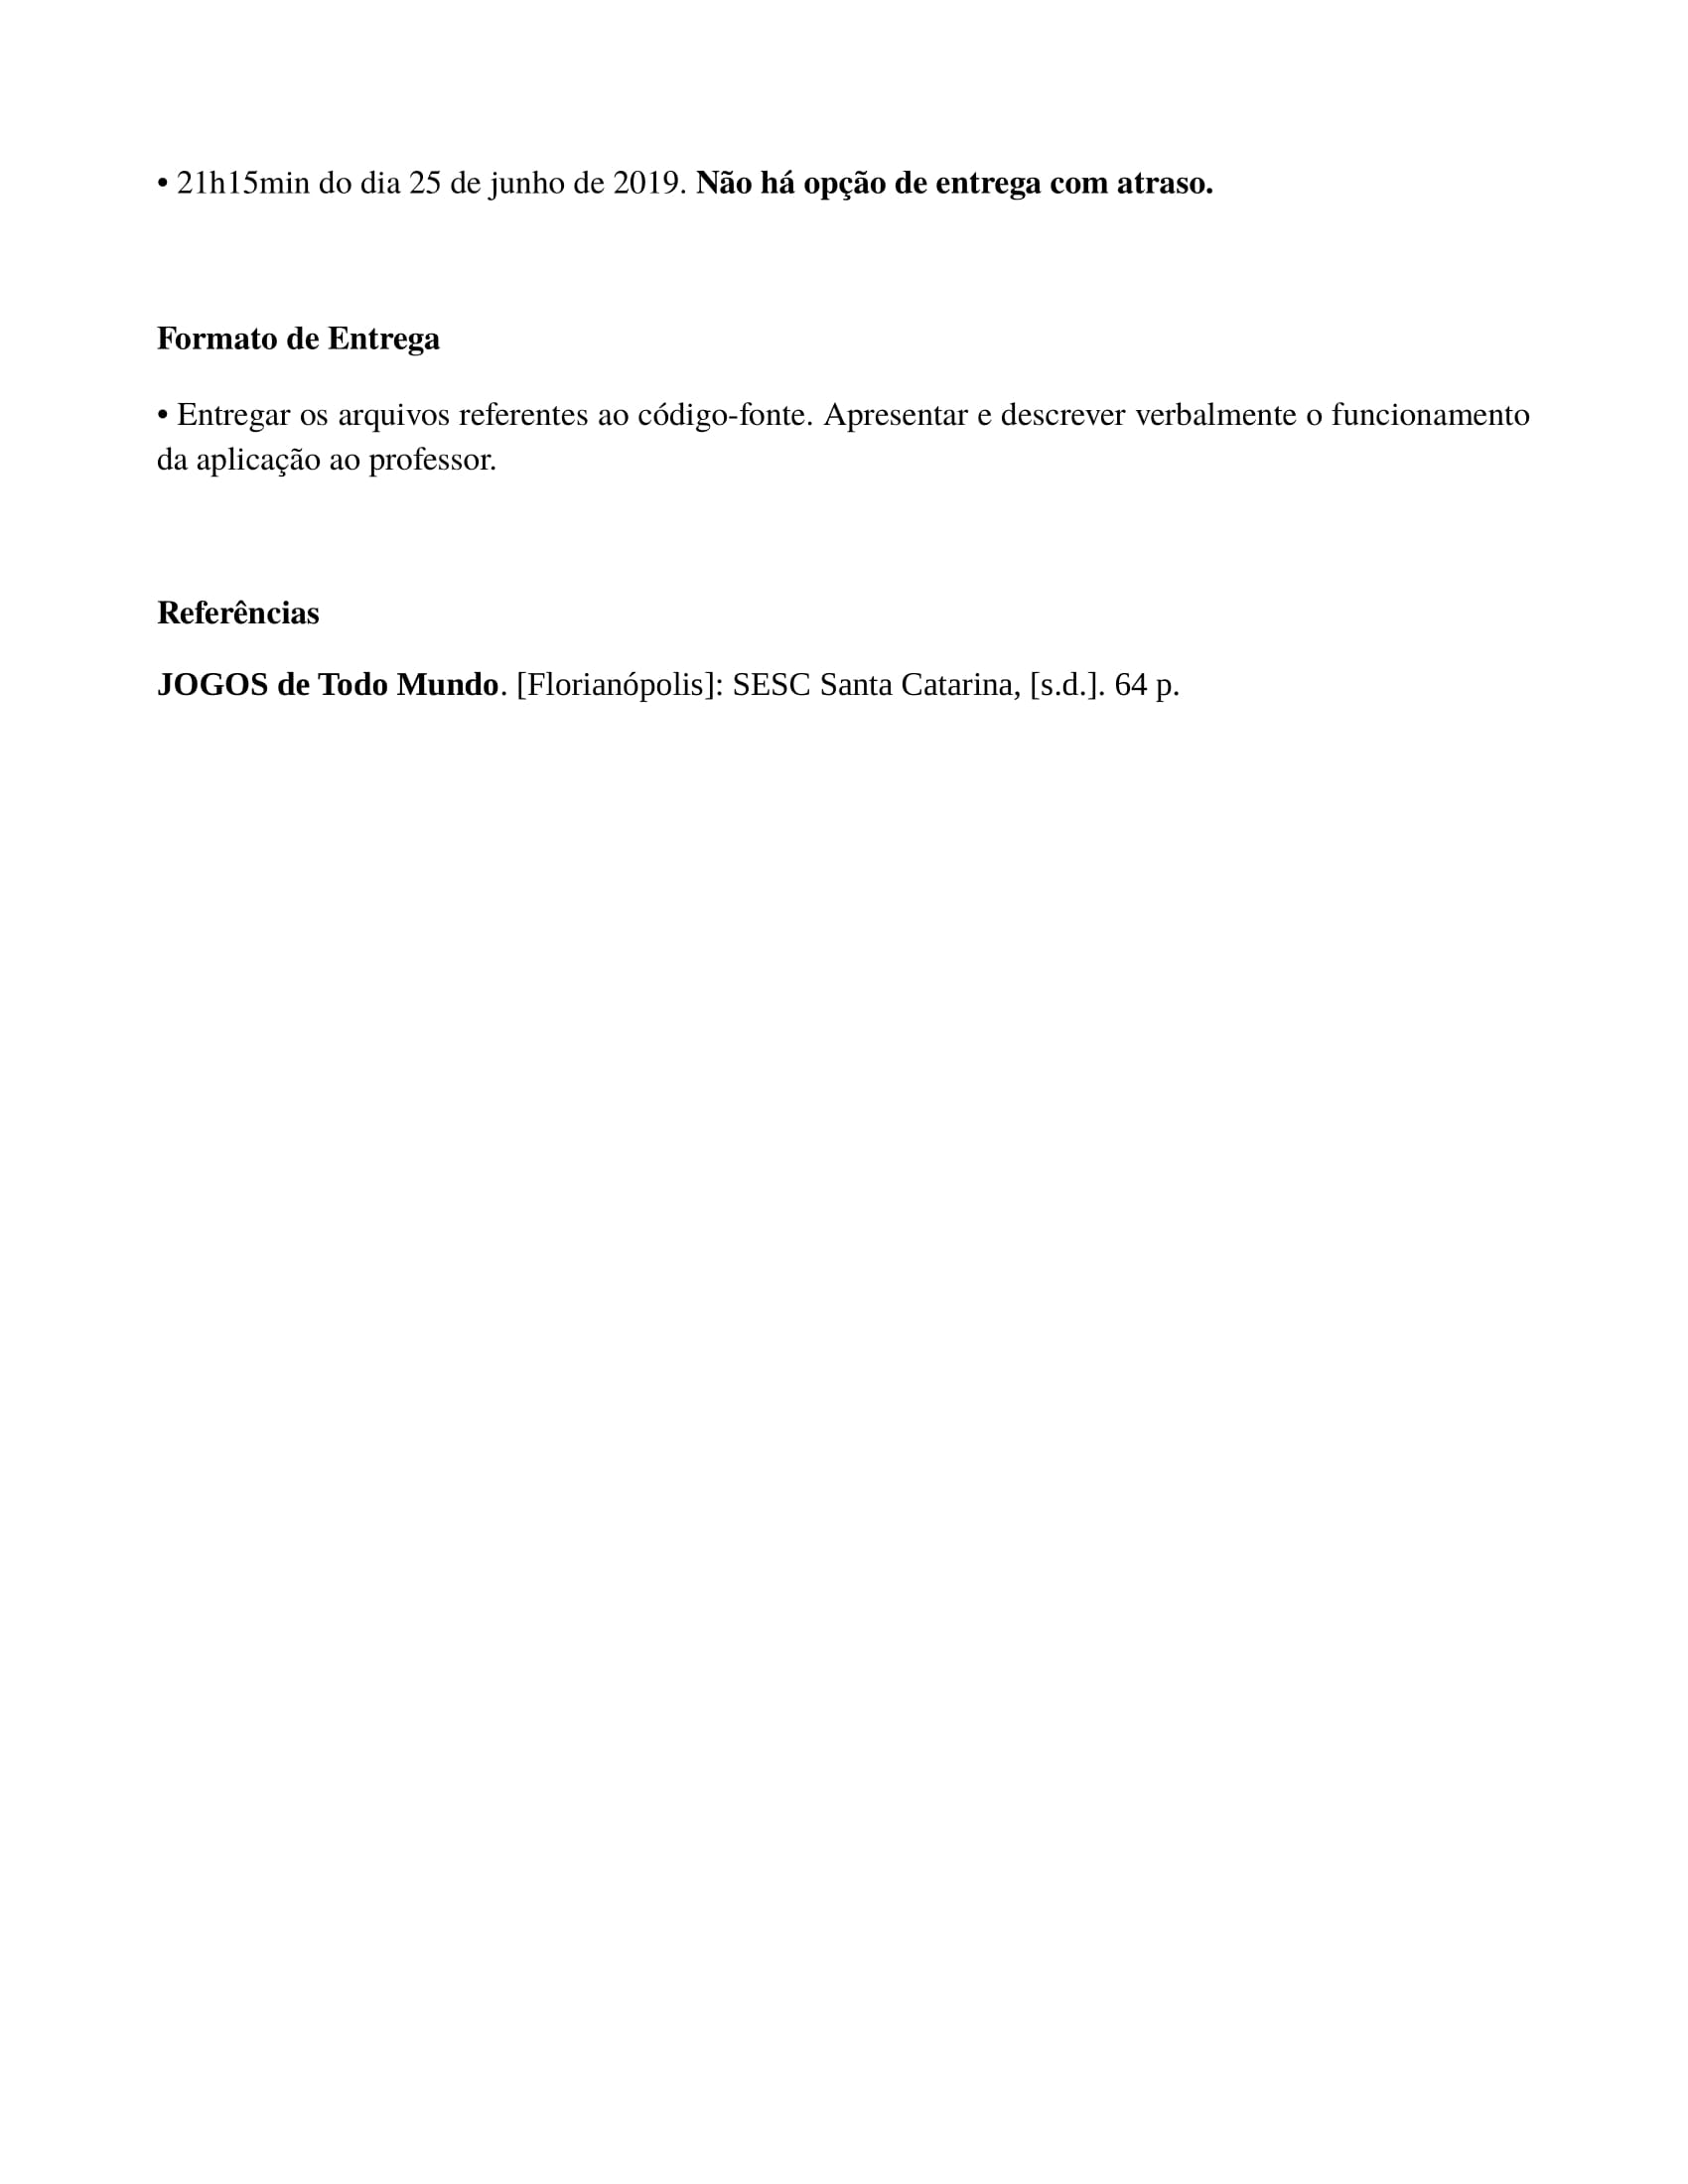 • 21h15min do dia 25 de junho de 2019. Não há opção de entrega com atraso.
Formato de Entrega
• Entregar os arquivos referentes ao código-fonte. Apresentar e descrever verbalmente o funcionamento
da aplicação ao professor.
Referências
JOGOS de Todo Mundo. [Florianópolis]: SESC Santa Catarina, [s.d.]. 64 p.